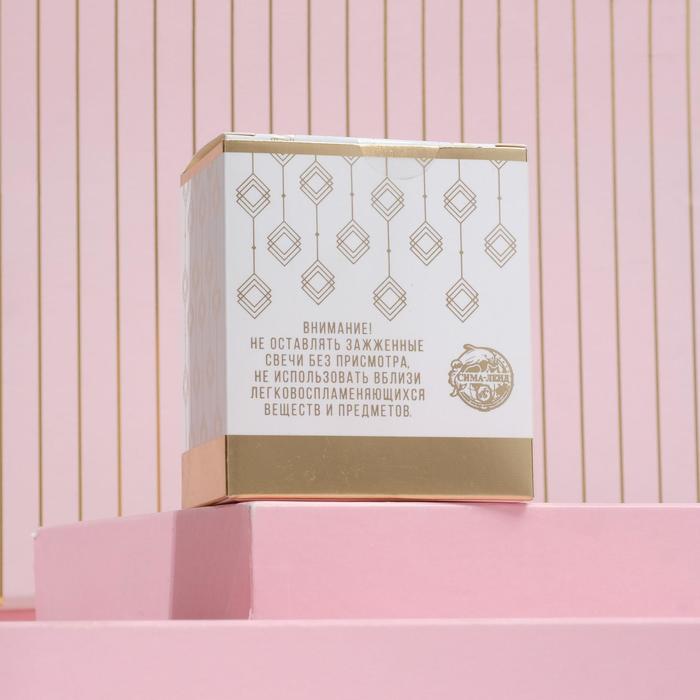 ВНИМАНИЕ!
НЕ ОСТАВЛЯТЬ ЗАЖЖЕННЫЕ
СВЕЧИ БЕЗ ПРИСМОТРА,
НЕ ИСПОЛЬЗОВАТЬ ВБЛИЗИ
ЛЕГКОВОСПЛАМЕНЯЮЩИХСЯ
ВЕЩЕСТВ И ПРЕДМЕТОВ.
СИМА-ЛЕНД